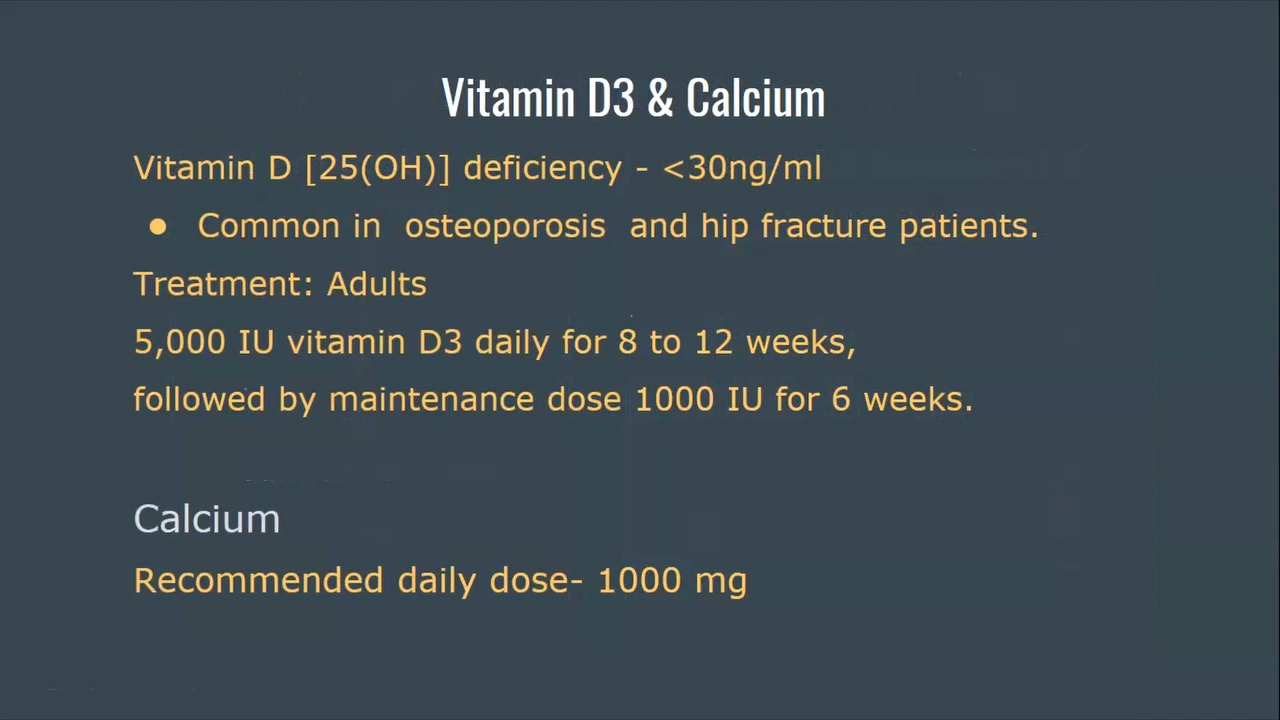 Vitamin D3 & Calcium
Vitamin D [25(OH)] deficiency - <30ng/ml
● Common in osteoporosis and hip fracture patients.
Treatment: Adults
5,000 IU vitamin D3 daily for 8 to 12 weeks,
followed by maintenance dose 1000 IU for 6 weeks.
Calcium
Recommended daily dose- 1000 mg